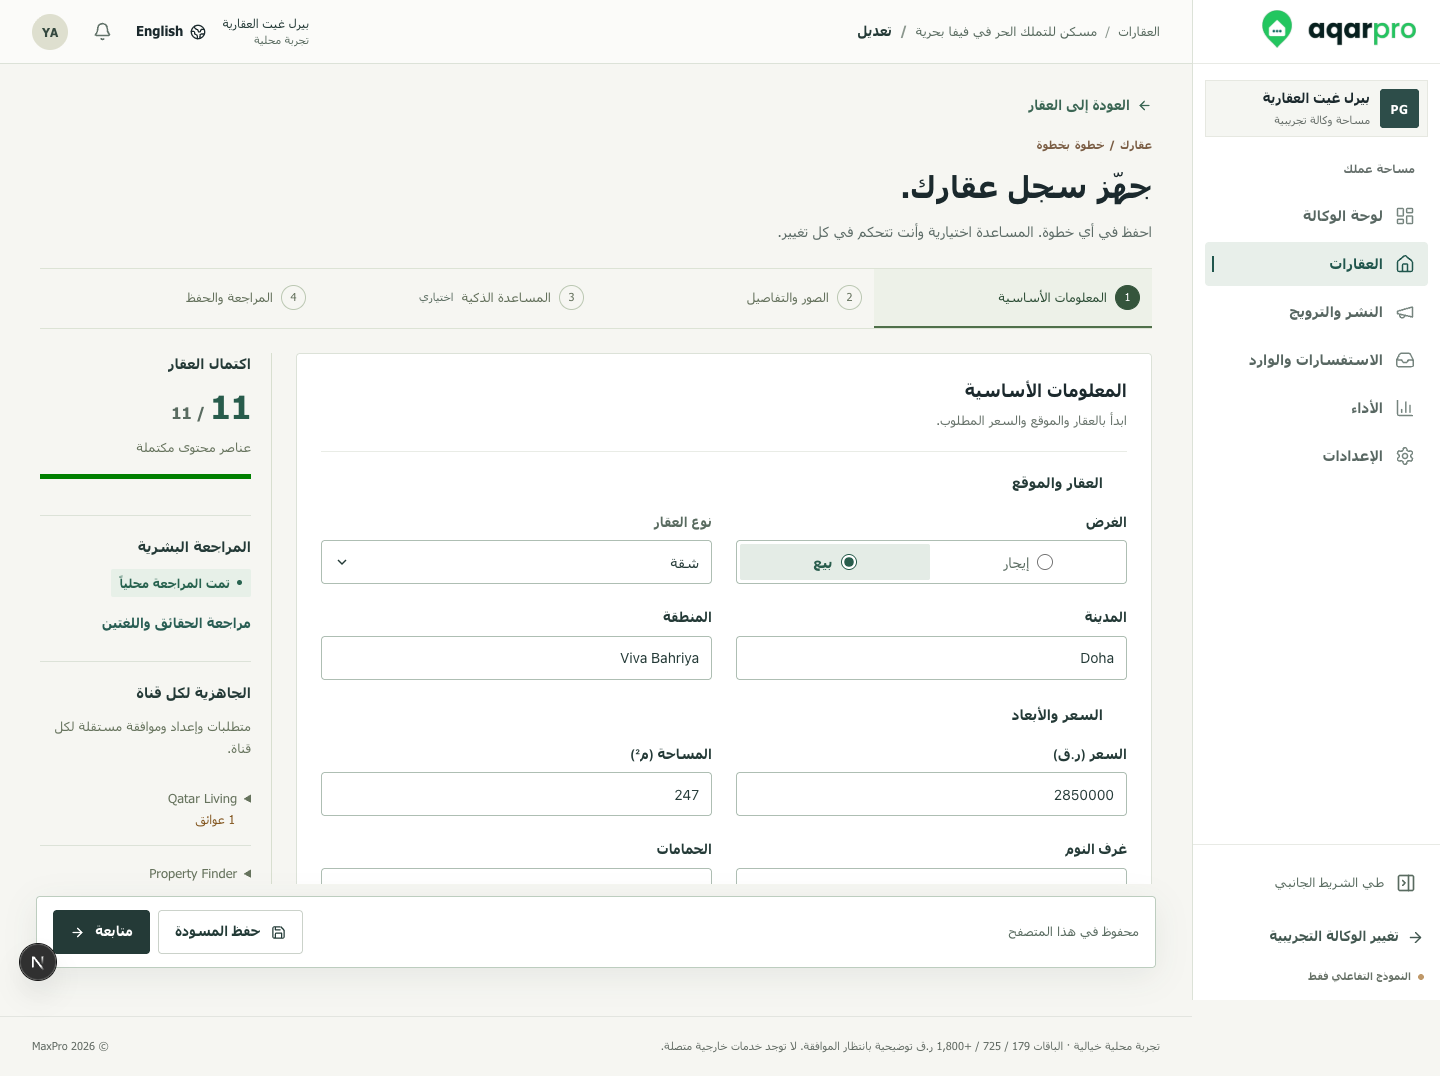 aqarpro
العقارات / مسكن للتملك الحر في فيفا بحرية / تعديل
بيرل غيت العقارية
تجربة محلية
English
YA
PG
بيرل غيت العقارية
مساحة وكالة تجريبية
مساحة عملك
لوحة الوكالة
العقارات
النشر والترويج
الاستفسارات والوارد
الأداء
الإعدادات
طي الشريط الجانبي
تغيير الوكالة التجريبية
النموذج التفاعلي فقط
العودة إلى العقار
عقارك / خطوة بخطوة
جهّز سجل عقارك.
احفظ في أي خطوة. المساعدة اختيارية وأنت تتحكم في كل تغيير.
1 المعلومات الأساسية
2 الصور والتفاصيل
3 المساعدة الذكية اختياري
4 المراجعة والحفظ
المعلومات الأساسية
ابدأ بالعقار والموقع والسعر المطلوب.
العقار والموقع
الغرض
نوع العقار
إيجار
بيع
شقة
المدينة
المنطقة
Doha
Viva Bahriya
السعر والأبعاد
السعر (ر.ق)
المساحة (م²)
2850000
247
غرف النوم
الحمامات
اكتمال العقار
11 / 11
عناصر محتوى مكتملة
المراجعة البشرية
• تمت المراجعة محلياً
مراجعة الحقائق واللغتين
الجاهزية لكل قناة
متطلبات وإعداد وموافقة مستقلة لكل
قناة.
Qatar Living
1 عوائق
Property Finder
محفوظ في هذا المتصفح
حفظ المسودة
متابعة
N
تجربة محلية خيالية · الباقات 179 / 725 / +1,800 ر.ق توضيحية بانتظار الموافقة. لا توجد خدمات خارجية متصلة.
© 2026 MaxPro